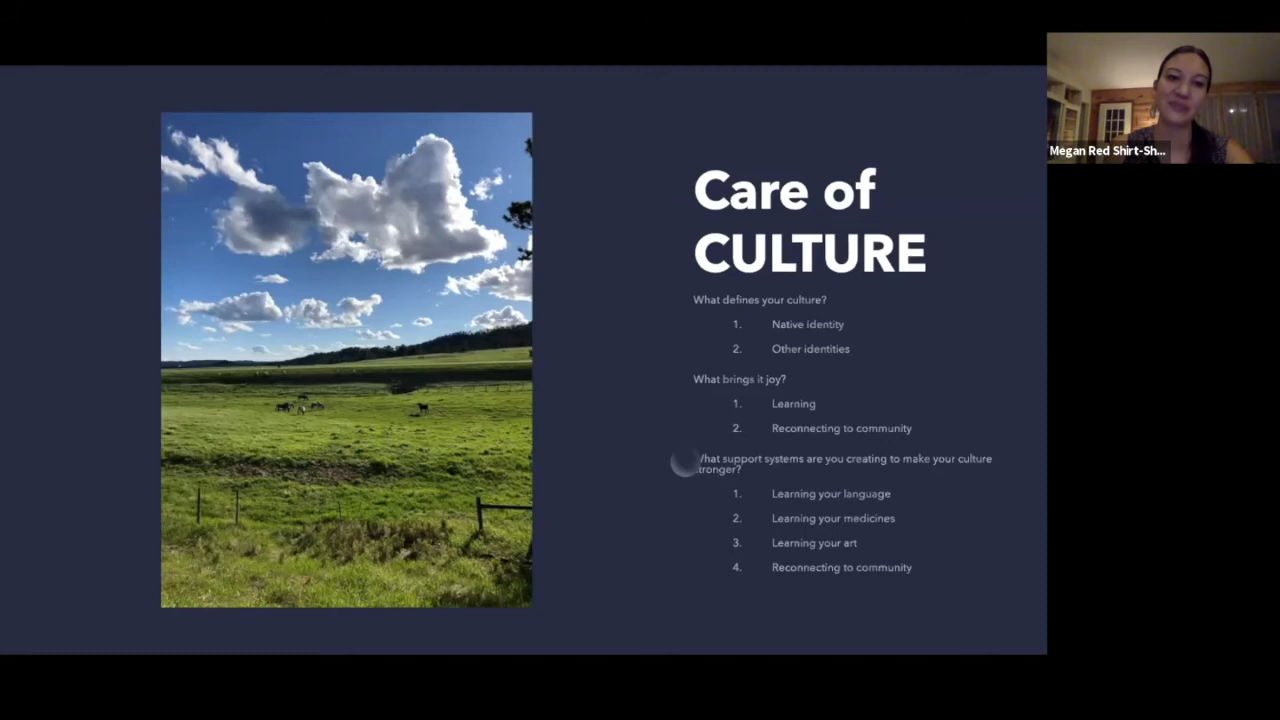 Care of
CULTURE
What defines your culture?
1. Native identity
2. Other identities
What brings it joy?
1. Learning
2. Reconnecting to community
What support systems are you creating to make your culture
stronger?
1. Learning your language
2. Learning your medicines
3. Learning your art
4. Reconnecting to community
Megan Red Shirt-Sh...